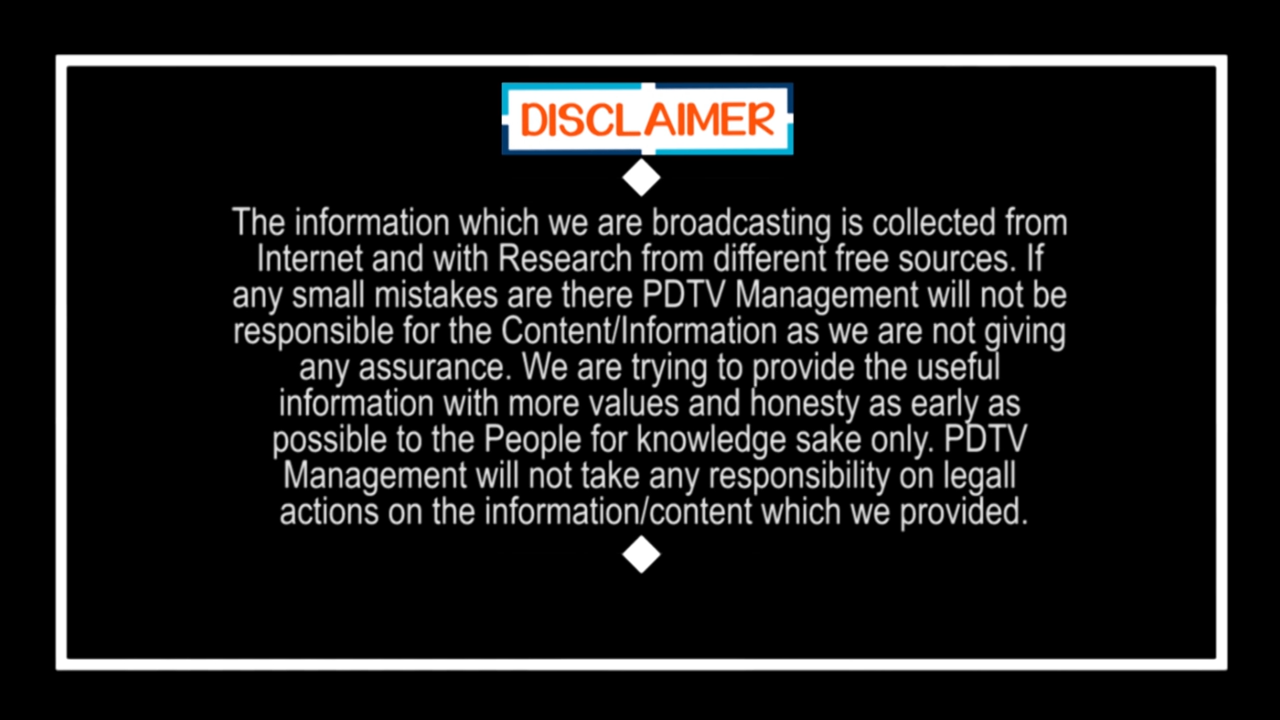 DISCLAIMER
The information which we are broadcasting is collected from
Internet and with Research from different free sources. If
any small mistakes are there PDTV Management will not be
responsible for the Content/Information as we are not giving
any assurance. We are trying to provide the useful
information with more values and honesty as early as
possible to the People for knowledge sake only. PDTV
Management will not take any responsibility on legall
actions on the information/content which we provided.